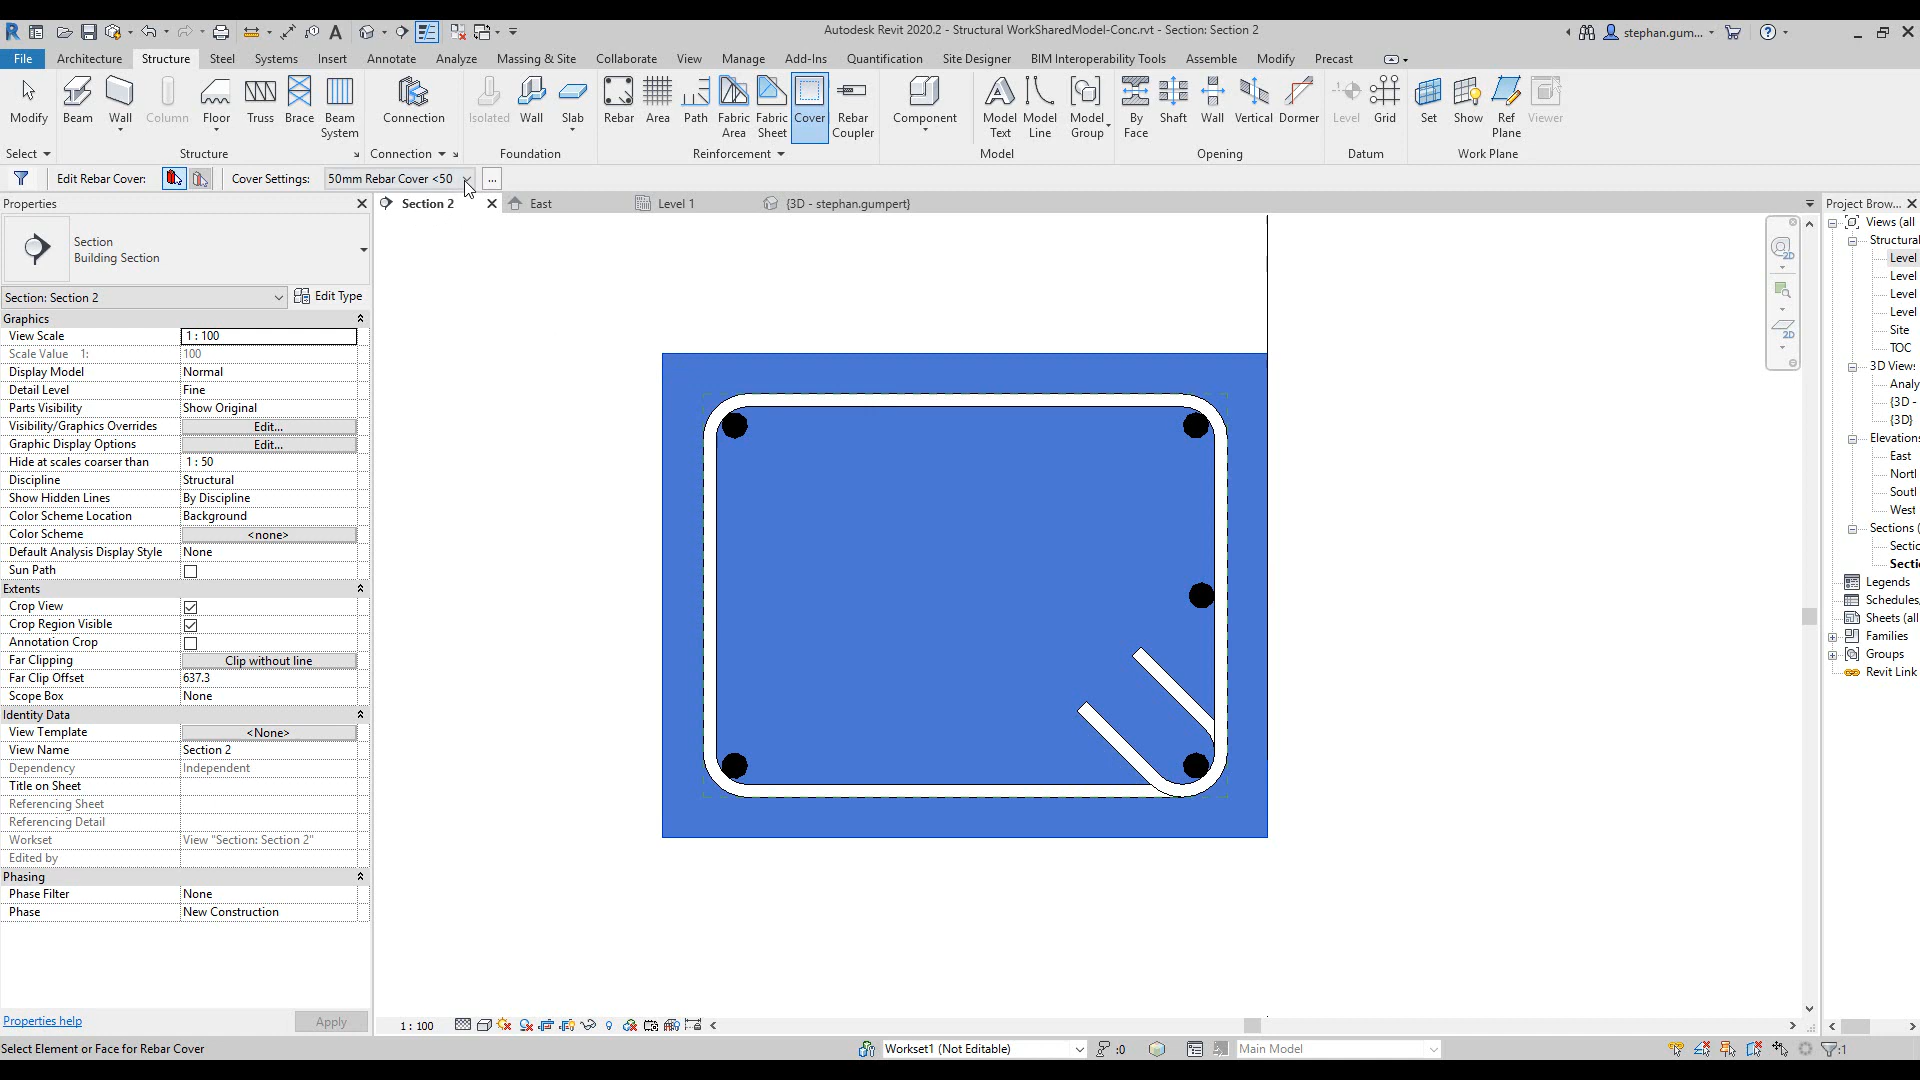 Autodesk Revit 2020.2 - Structural WorkSharedModel-Conc.rvt - Section: Section 2
stephan.gum...
File Architecture Structure Steel Systems Insert Annotate Analyze Massing & Site Collaborate View Manage Add-Ins Quantification Site Designer BIM Interoperability Tools Assemble Modify Precast
Modify Beam Wall Column Floor Truss Brace Beam System Connection Isolated Wall Slab Rebar Area Path Fabric Area Fabric Sheet Cover Rebar Coupler Component Model Text Model Line Model Group By Face Shaft Wall Vertical Dormer Level Grid Set Show Ref Plane Viewer
Select Structure Connection Foundation Reinforcement Model Opening Datum Work Plane
Edit Rebar Cover: Cover Settings: 50mm Rebar Cover <50 ...
Properties Section 2 East Level 1 {3D - stephan.gumpert} Project Brow...
Section
Building Section
Section: Section 2 Edit Type
Graphics
View Scale 1 : 100
Scale Value 1: 100
Display Model Normal
Detail Level Fine
Parts Visibility Show Original
Visibility/Graphics Overrides Edit...
Graphic Display Options Edit...
Hide at scales coarser than 1 : 50
Discipline Structural
Show Hidden Lines By Discipline
Color Scheme Location Background
Color Scheme <none>
Default Analysis Display Style None
Sun Path
Extents
Crop View
Crop Region Visible
Annotation Crop
Far Clipping Clip without line
Far Clip Offset 637.3
Scope Box None
Identity Data
View Template <None>
View Name Section 2
Dependency Independent
Title on Sheet
Referencing Sheet
Referencing Detail
Workset View "Section: Section 2"
Edited by
Phasing
Phase Filter None
Phase New Construction
Properties help Apply
2D
2D
Views (all
Structural
Level
Level
Level
Level
Site
TOC
3D Views
Analy
{3D -
{3D}
Elevations
East
North
South
West
Sections (
Sectio
Sectio
Legends
Schedules,
Sheets (all
Families
Groups
Revit Link
1 : 100
Select Element or Face for Rebar Cover Workset1 (Not Editable) :0 Main Model :1